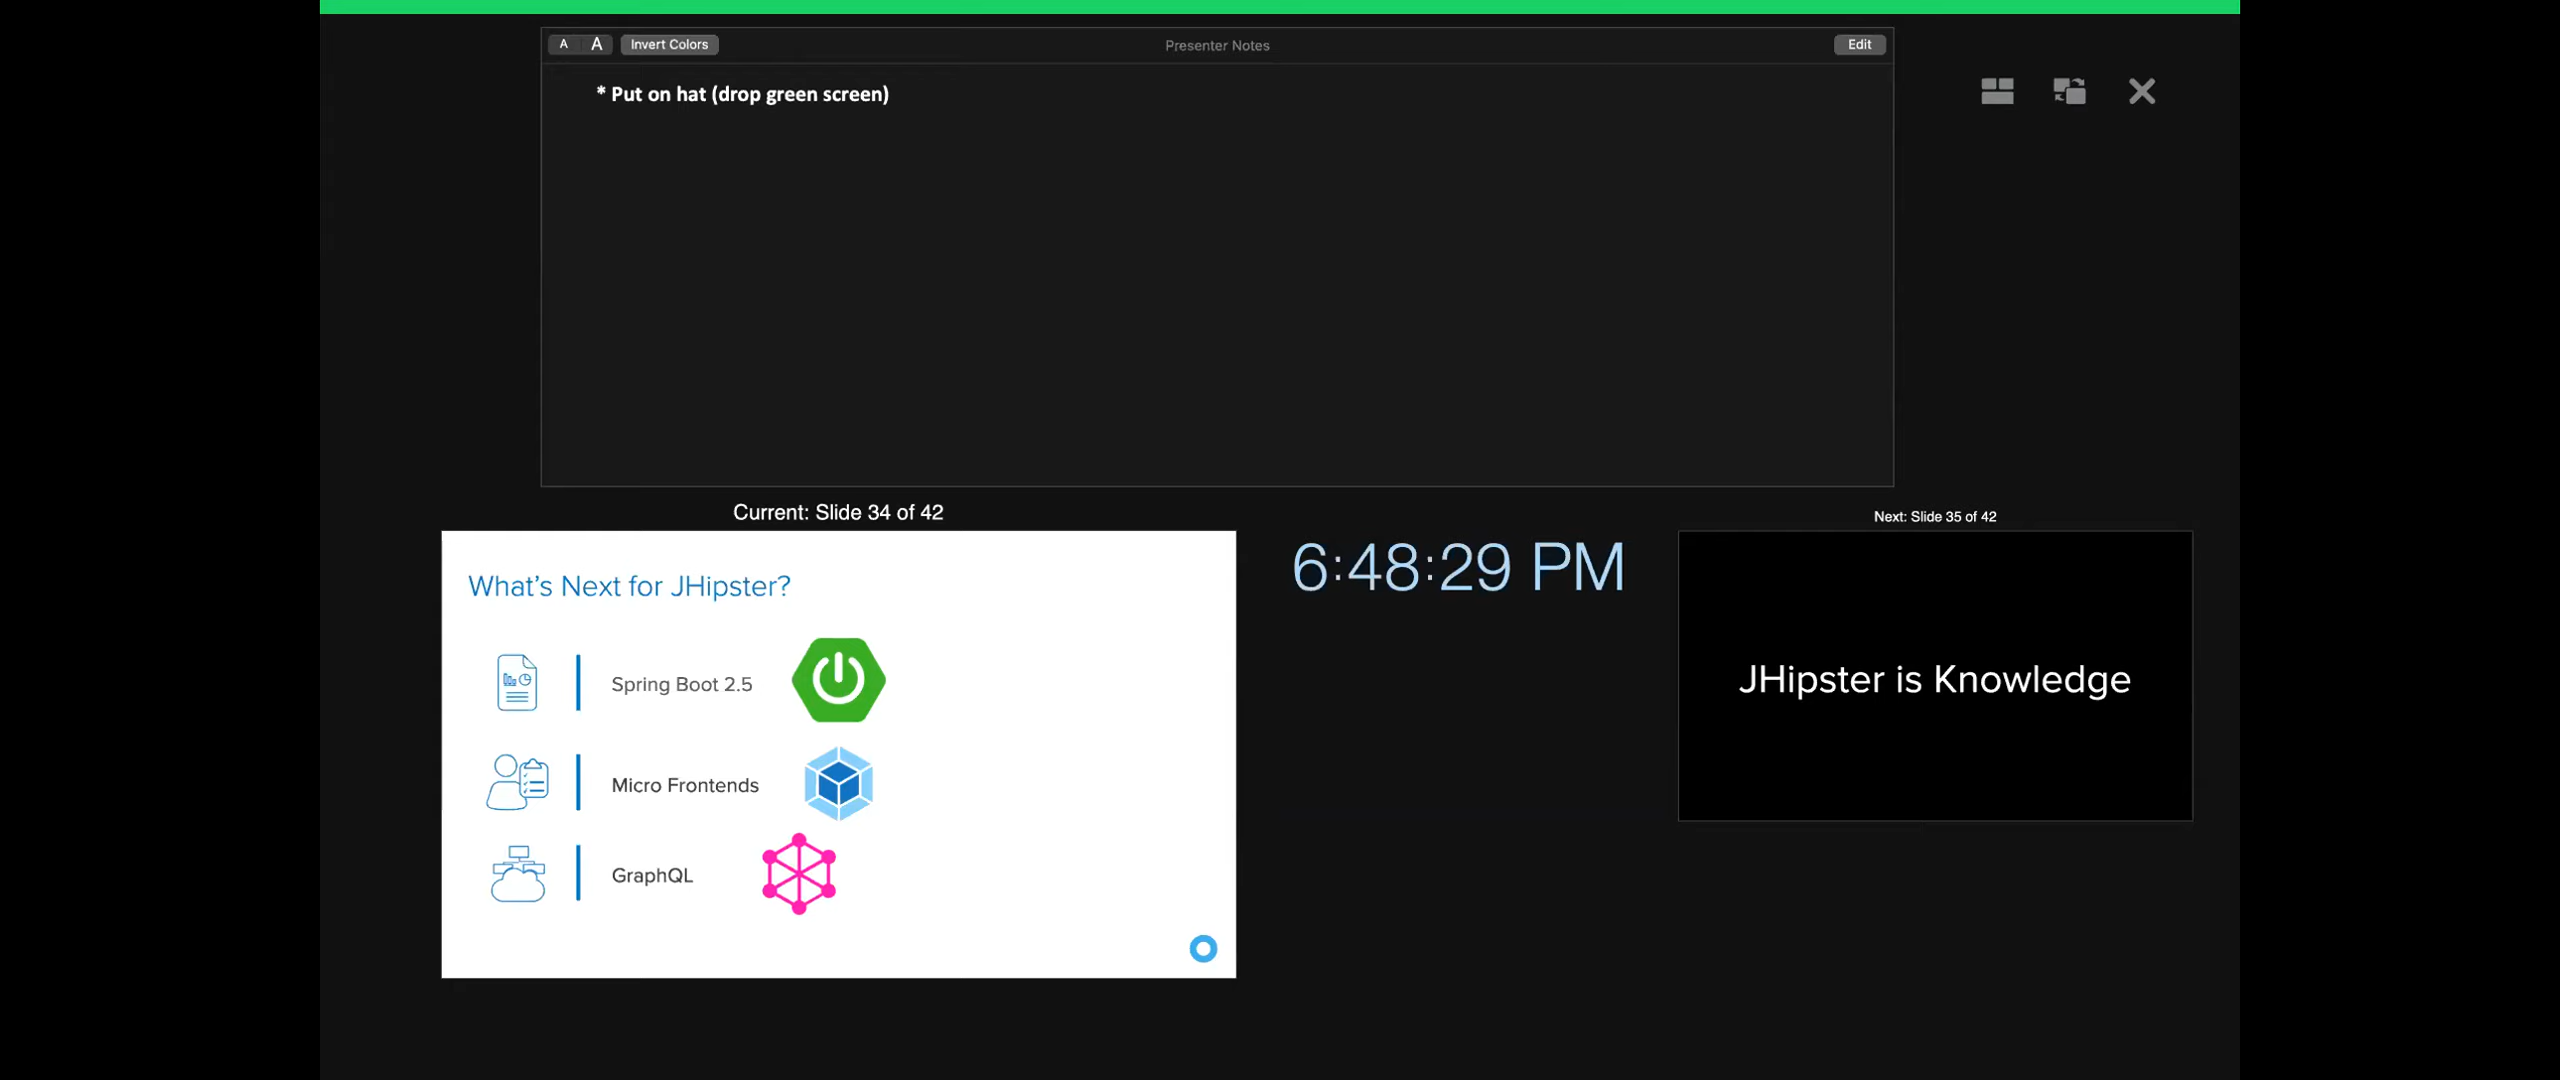 A A Invert Colors Presenter Notes Edit
* Put on hat (drop green screen)
Current: Slide 34 of 42
What's Next for JHipster?
Spring Boot 2.5
Micro Frontends
GraphQL
6:48:29 PM
Next: Slide 35 of 42
JHipster is Knowledge